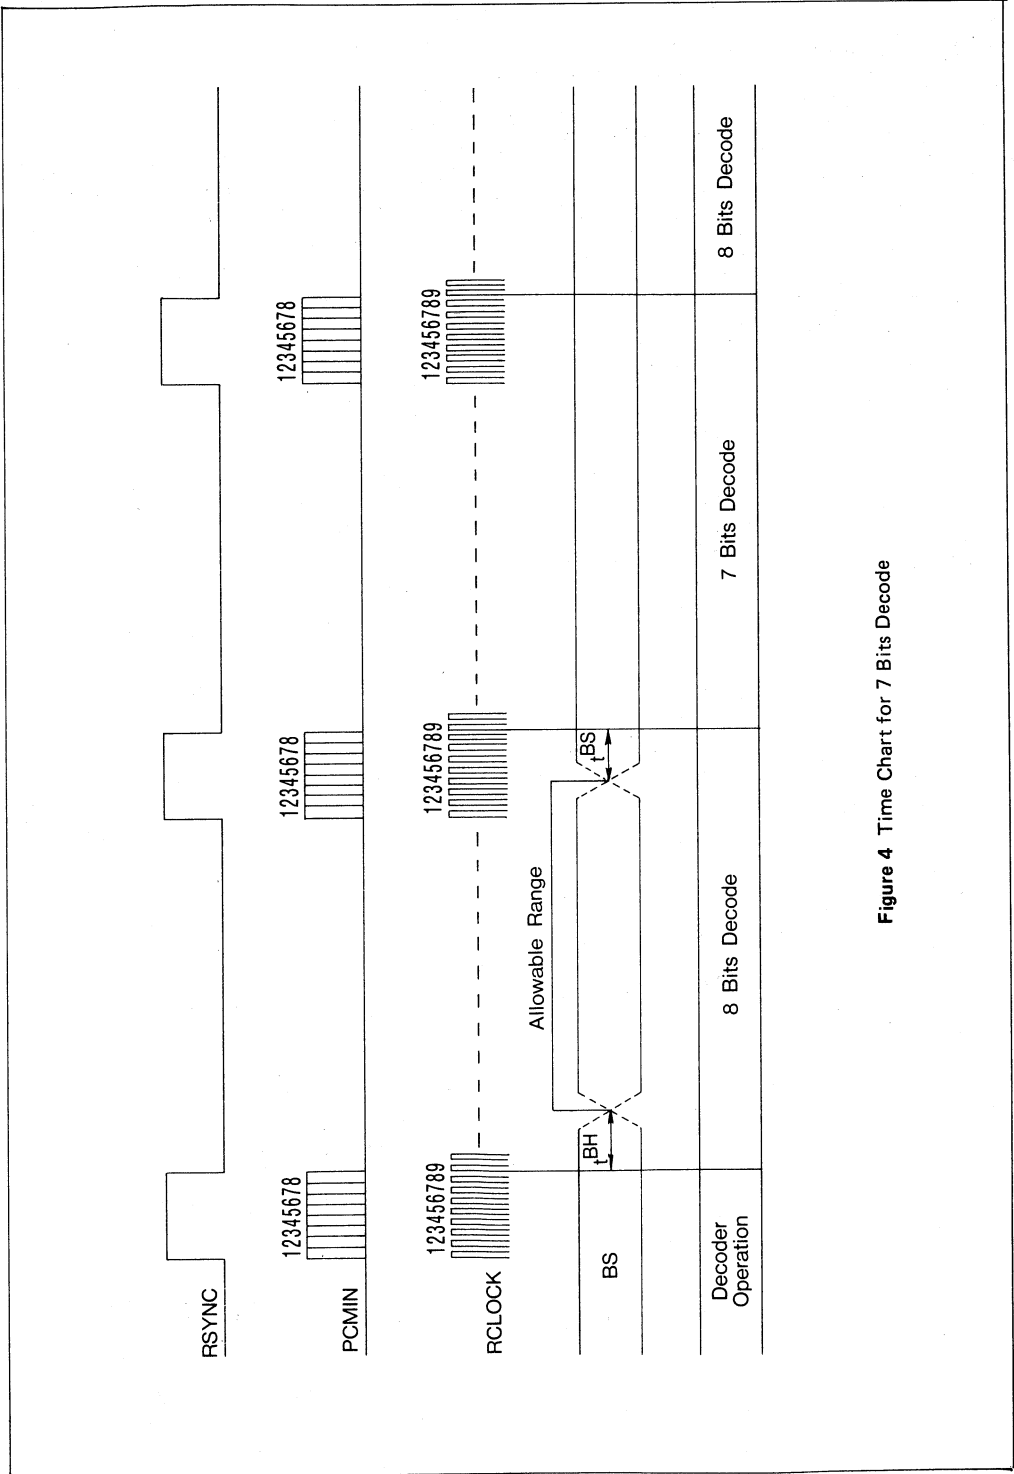 RSYNC
PCMIN
12345678
12345678
12345678
RCLOCK
123456789
123456789
123456789
Allowable Range
BS
tBH
tBS
Decoder
Operation
8 Bits Decode
7 Bits Decode
8 Bits Decode
Figure 4 Time Chart for 7 Bits Decode